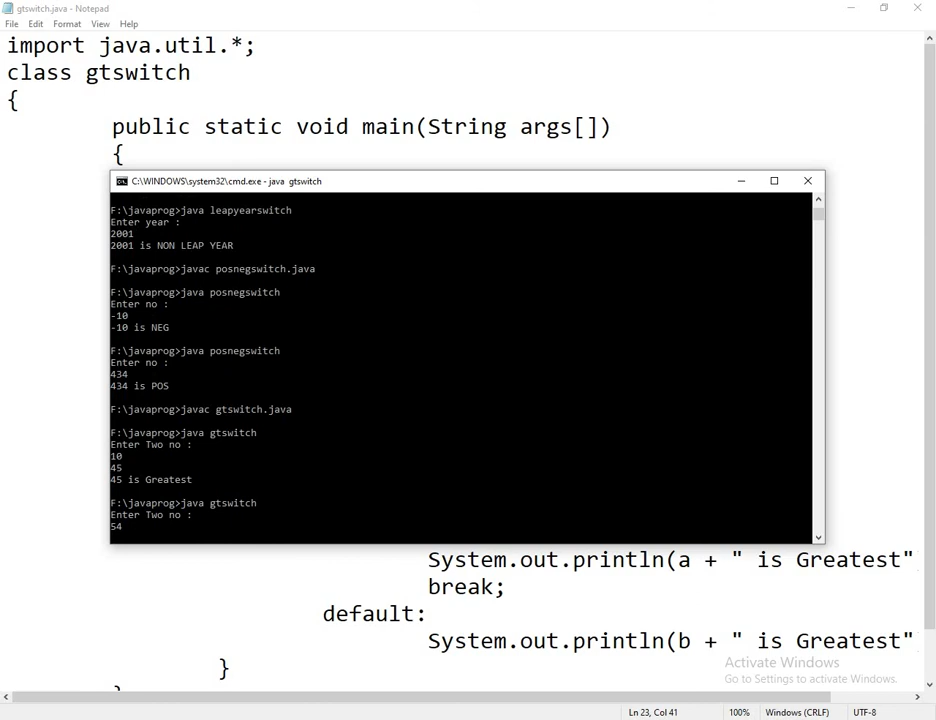 gtswitch.java - Notepad
File Edit Format View Help
import java.util.*;
class gtswitch
{
public static void main(String args[])
{
C:\WINDOWS\system32\cmd.exe - java gtswitch
F:\javaprog>java leapyearswitch
Enter year :
2001
2001 is NON LEAP YEAR
F:\javaprog>javac posnegswitch.java
F:\javaprog>java posnegswitch
Enter no :
-10
-10 is NEG
F:\javaprog>java posnegswitch
Enter no :
434
434 is POS
F:\javaprog>javac gtswitch.java
F:\javaprog>java gtswitch
Enter Two no :
10
45
45 is Greatest
F:\javaprog>java gtswitch
Enter Two no :
54
System.out.println(a + " is Greatest"
break;
default:
System.out.println(b + " is Greatest"
}
Activate Windows
Go to Settings to activate Windows.
Ln 23, Col 41 100% Windows (CRLF) UTF-8